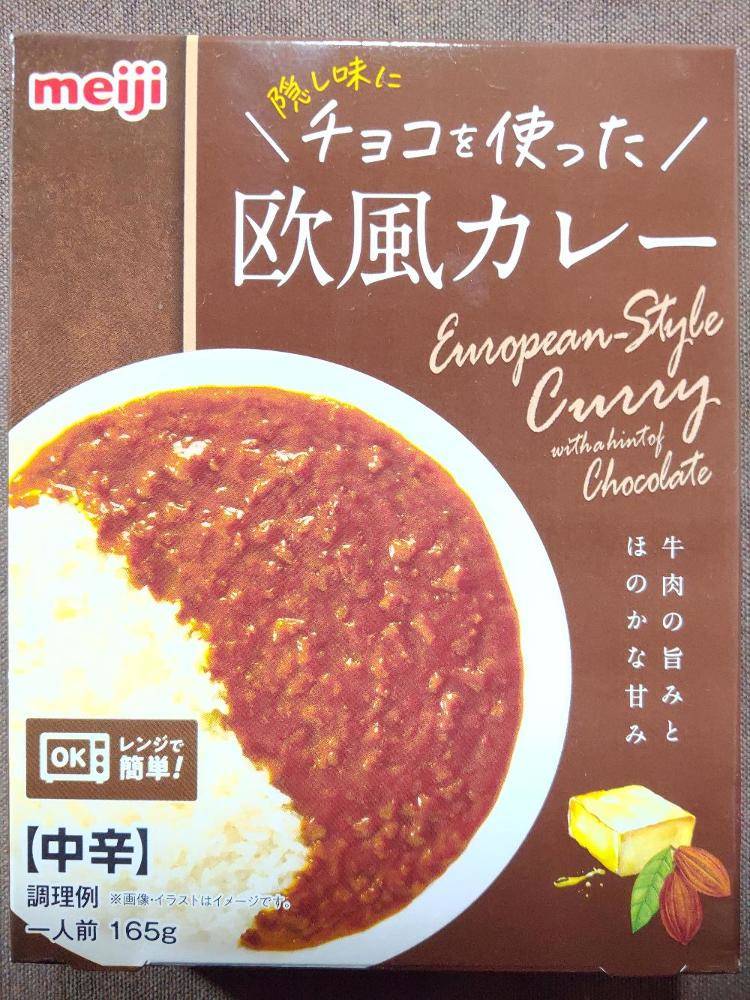 meiji
隠し味に
＼チョコを使った／
欧風カレー
European-Style
Curry
with a hint of
Chocolate
牛肉の旨みと
ほのかな甘み
OK
レンジで
簡単!
【中辛】
調理例 ※画像・イラストはイメージです。
一人前 165g